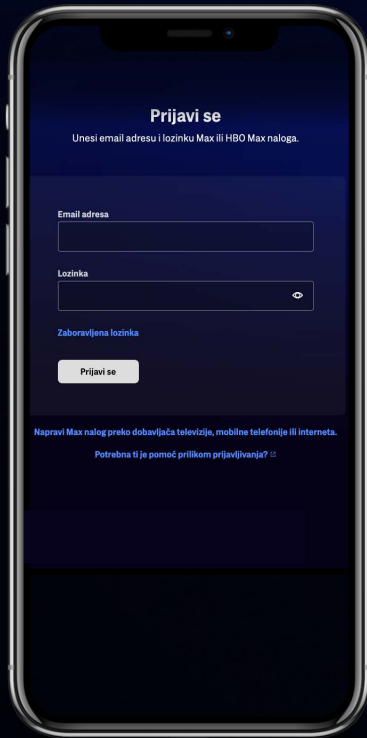 Prijavi se
Unesi email adresu i lozinku Max ili HBO Max naloga.
Email adresa
Lozinka
Zaboravljena lozinka
Prijavi se
Napravi Max nalog preko dobavljača televizije, mobilne telefonije ili interneta.
Potrebna ti je pomoć prilikom prijavljivanja?